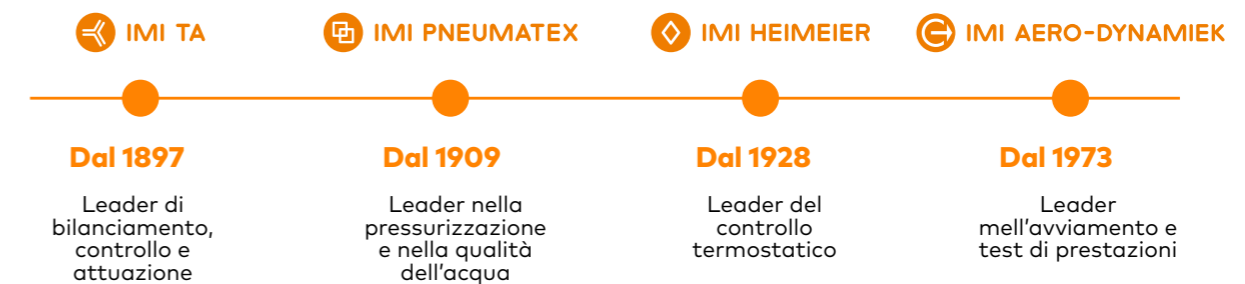 IMI TA
IMI PNEUMATEX
IMI HEIMEIER
IMI AERO-DYNAMIEK
Dal 1897
Leader di
bilanciamento,
controllo e
attuazione
Dal 1909
Leader nella
pressurizzazione
e nella qualità
dell'acqua
Dal 1928
Leader del
controllo
termostatico
Dal 1973
Leader
mell'avviamento e
test di prestazioni